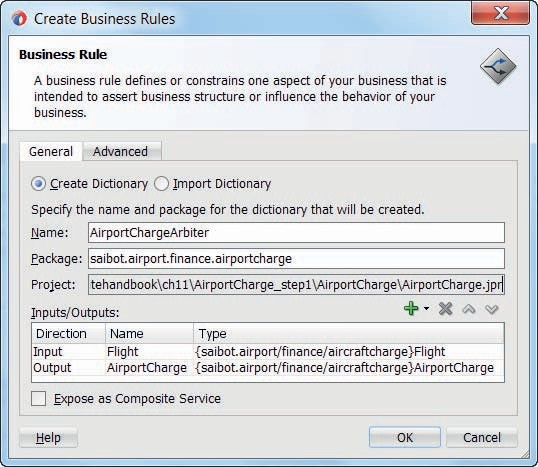 Create Business Rules
Business Rule
A business rule defines or constrains one aspect of your business that is
intended to assert business structure or influence the behavior of your
business.
General Advanced
Create Dictionary Import Dictionary
Specify the name and package for the dictionary that will be created.
Name: AirportChargeArbiter
Package: saibot.airport.finance.airportcharge
Project: tehandbook\ch11\AirportCharge_step1\AirportCharge\AirportCharge.jpr
Inputs/Outputs:
Direction Name Type
Input Flight {saibot.airport/finance/aircraftcharge}Flight
Output AirportCharge {saibot.airport/finance/aircraftcharge}AirportCharge
Expose as Composite Service
Help OK Cancel